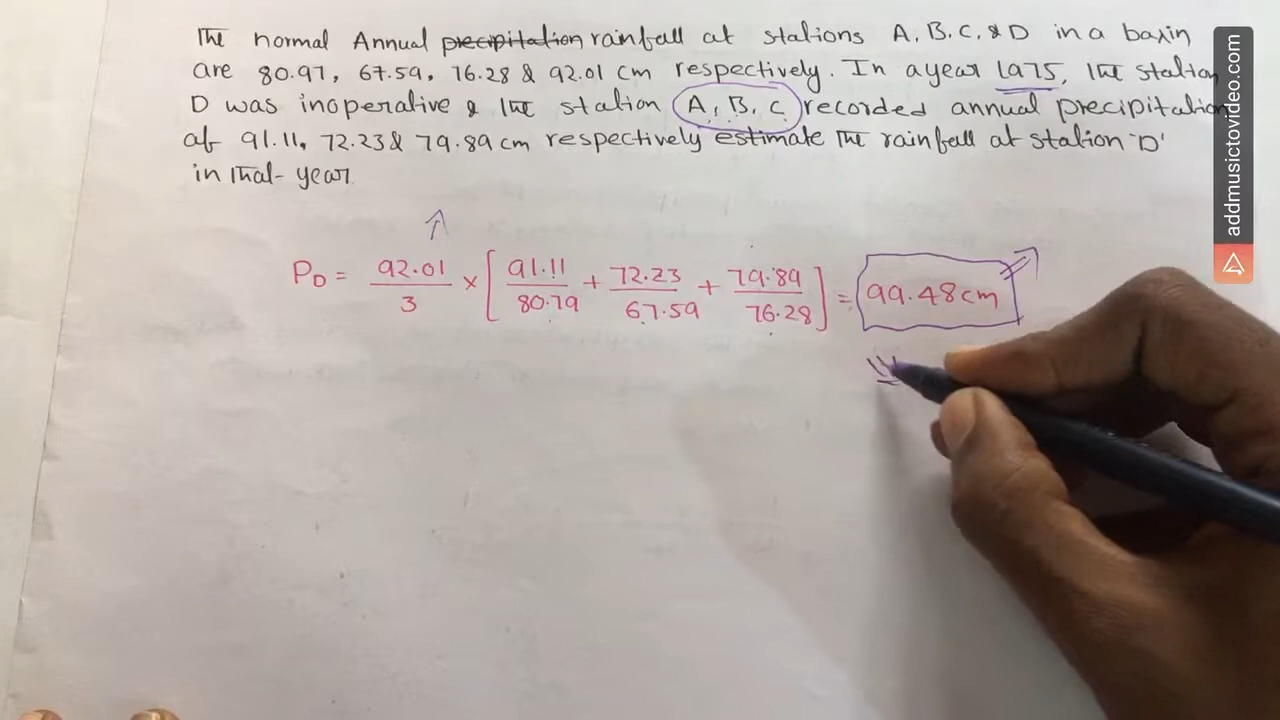 The normal Annual precipitation rainfall at stations A, B, C, & D in a basin
are 80.97, 67.59, 76.28 & 92.01 cm respectively. In a year 1975, the station
D was inoperative & the station A, B, C recorded annual precipitation
of 91.11, 72.23 & 79.89 cm respectively estimate the rainfall at station 'D'
in that year.
PD = 92.01/3 × [91.11/80.79 + 72.23/67.59 + 79.89/76.28] = 99.48 cm
addmusictovideo.com